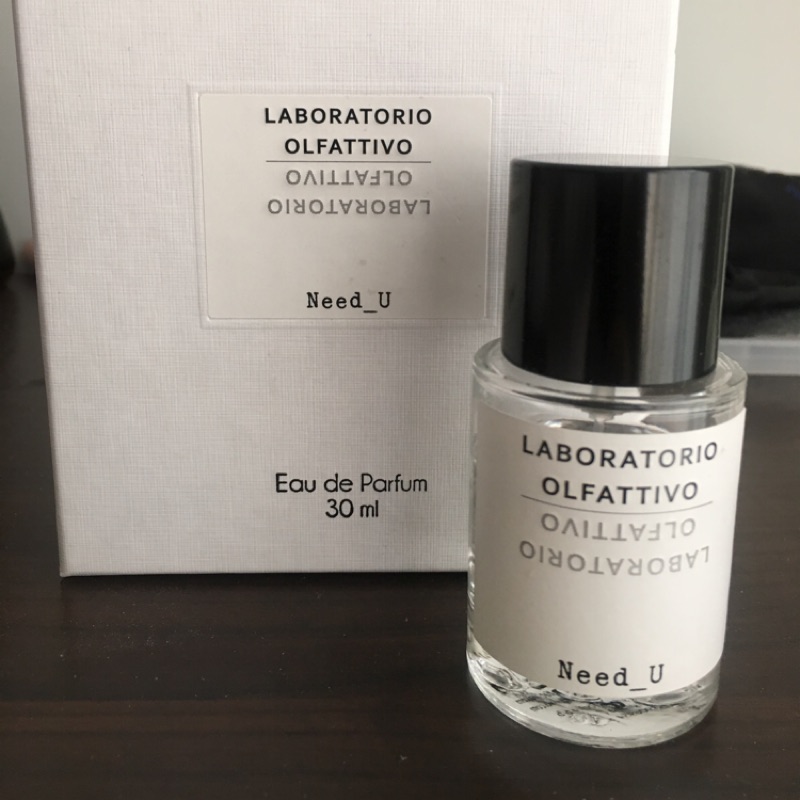 LABORATORIO
OLFATTIVO
OLFATTIVO
LABORATORIO
Need_U
Eau de Parfum
30 ml
LABORATORIO
OLFATTIVO
OLFATTIVO
LABORATORIO
Need_U